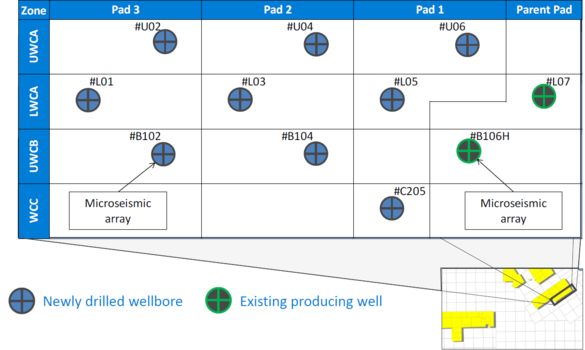 Zone Pad 3 Pad 2 Pad 1 Parent Pad
UWCA #U02 #U04 #U06
LWCA #L01 #L03 #L05 #L07
UWCB #B102 #B104 #B106H
WCC #C205
Microseismic
array
Microseismic
array
Newly drilled wellbore Existing producing well